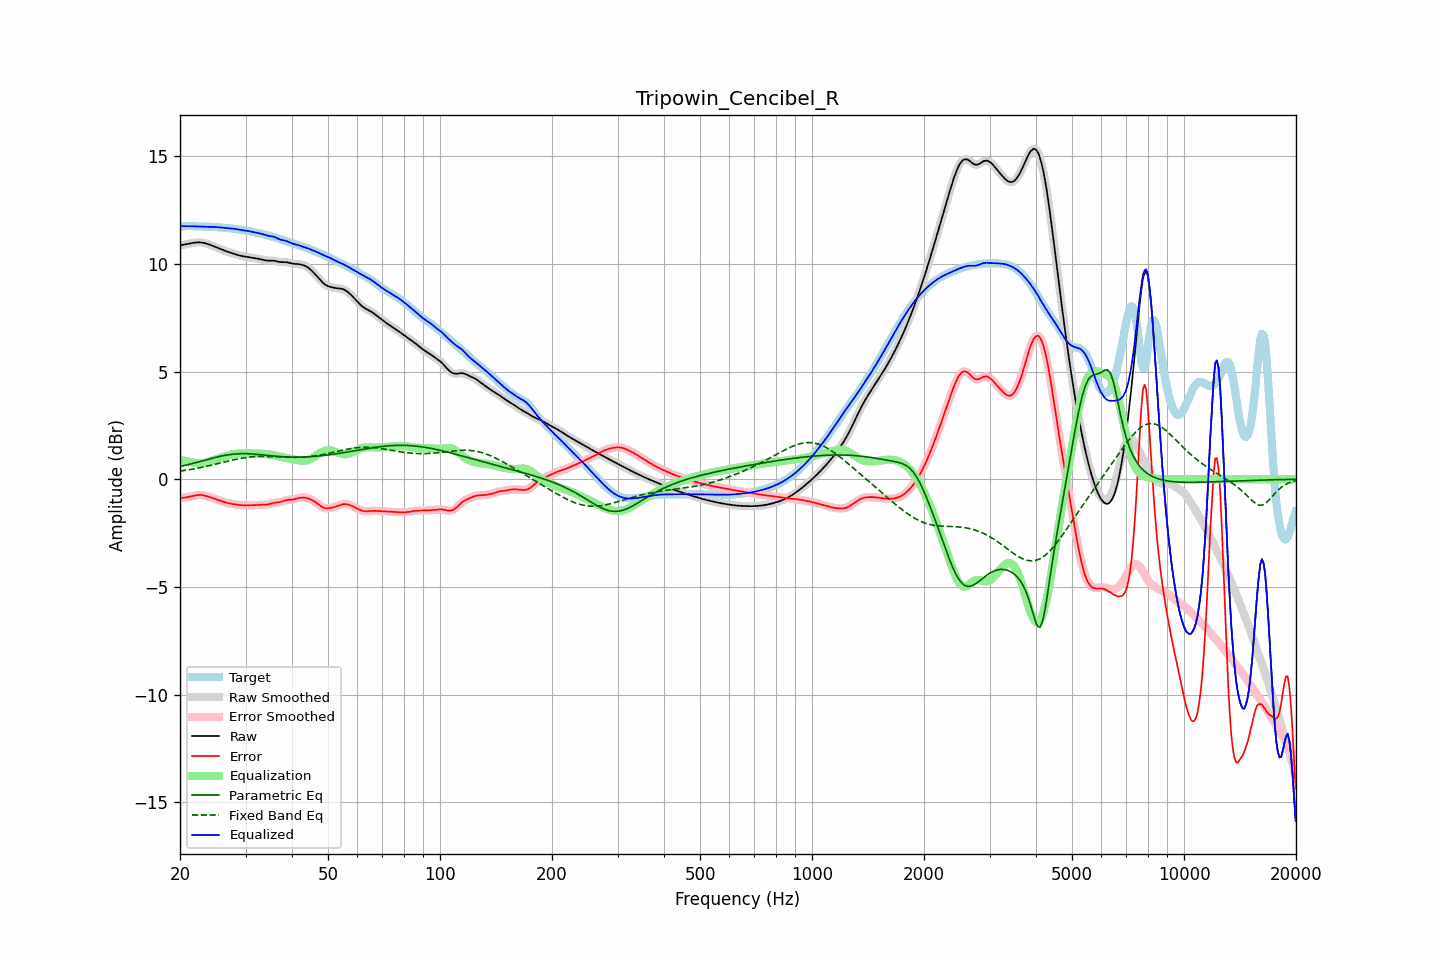 Tripowin_Cencibel_R
15
10
5
0
−5
−10
−15
Amplitude (dBr)
Target
Raw Smoothed
Error Smoothed
Raw
Error
Equalization
Parametric Eq
Fixed Band Eq
Equalized
20 50 100 200 500 1000 2000 5000 10000 20000
Frequency (Hz)